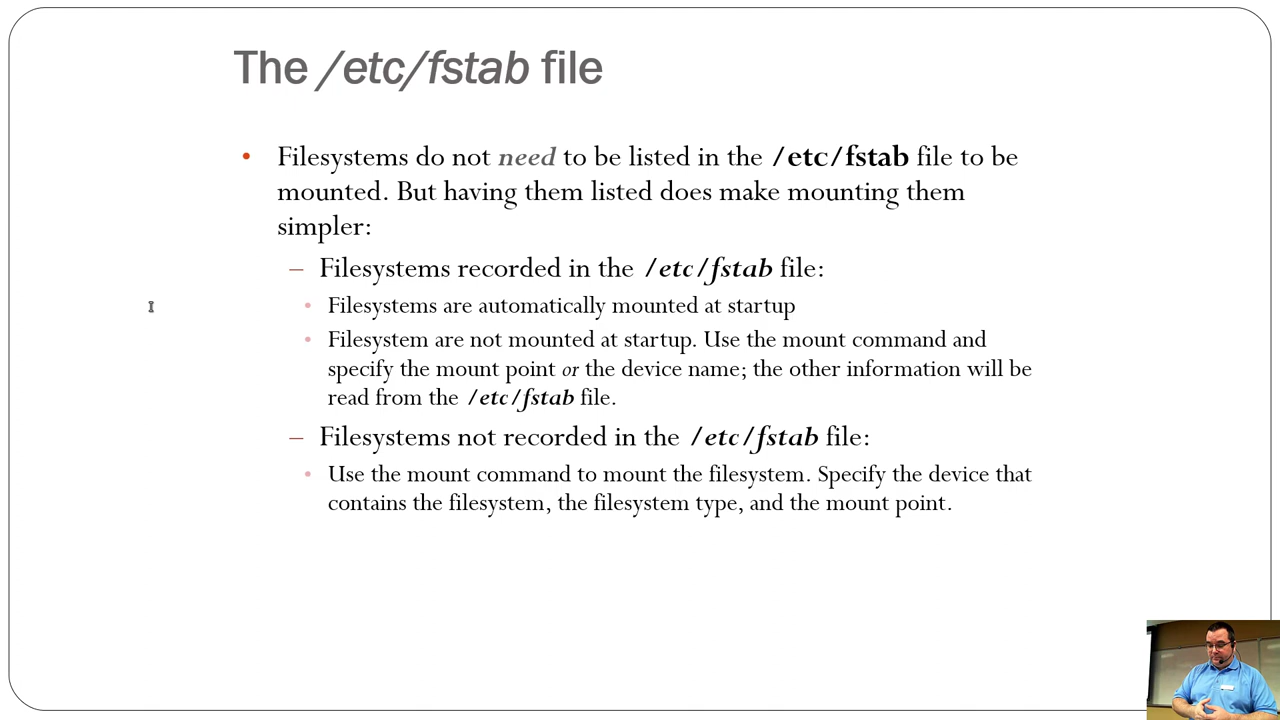 The /etc/fstab file
• Filesystems do not need to be listed in the /etc/fstab file to be
mounted. But having them listed does make mounting them
simpler:
– Filesystems recorded in the /etc/fstab file:
• Filesystems are automatically mounted at startup
• Filesystem are not mounted at startup. Use the mount command and
specify the mount point or the device name; the other information will be
read from the /etc/fstab file.
– Filesystems not recorded in the /etc/fstab file:
• Use the mount command to mount the filesystem. Specify the device that
contains the filesystem, the filesystem type, and the mount point.